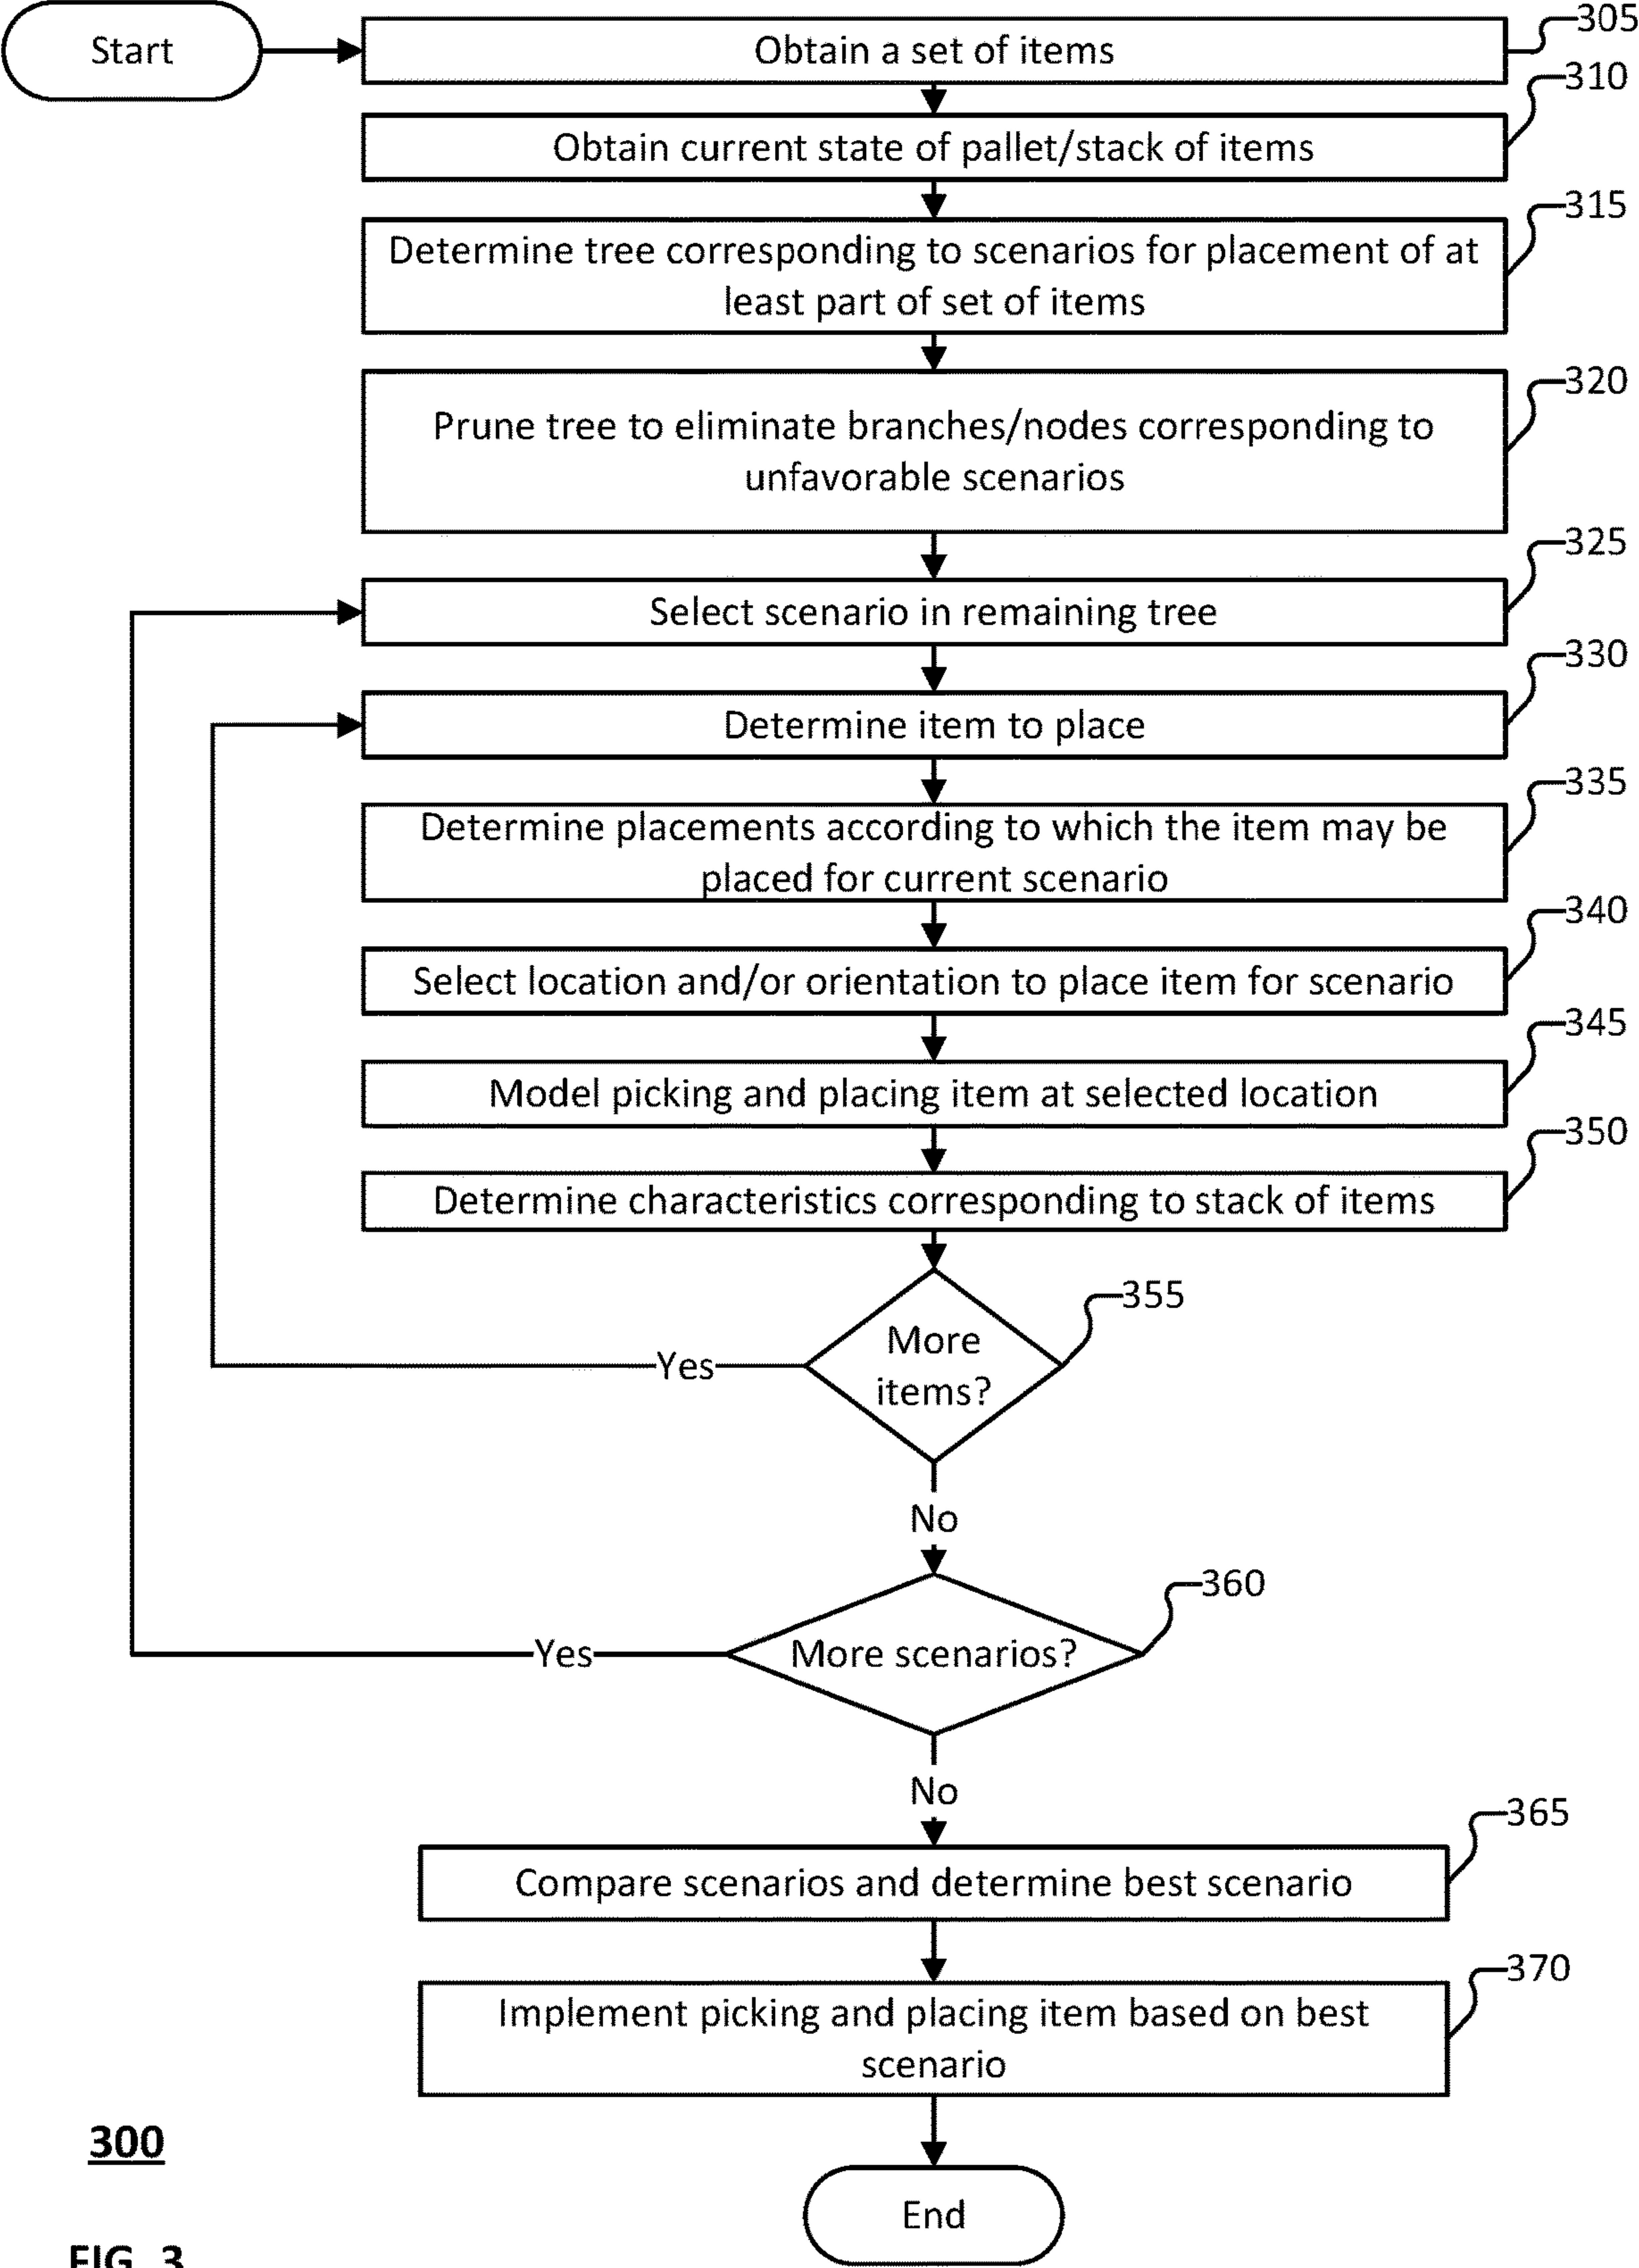 Start
Obtain a set of items
305
Obtain current state of pallet/stack of items
310
Determine tree corresponding to scenarios for placement of at
least part of set of items
315
Prune tree to eliminate branches/nodes corresponding to
unfavorable scenarios
320
Select scenario in remaining tree
325
Determine item to place
330
Determine placements according to which the item may be
placed for current scenario
335
Select location and/or orientation to place item for scenario
340
Model picking and placing item at selected location
345
Determine characteristics corresponding to stack of items
350
More
items?
355
Yes
No
More scenarios?
360
Yes
No
Compare scenarios and determine best scenario
365
Implement picking and placing item based on best
scenario
370
End
300
FIG. 3